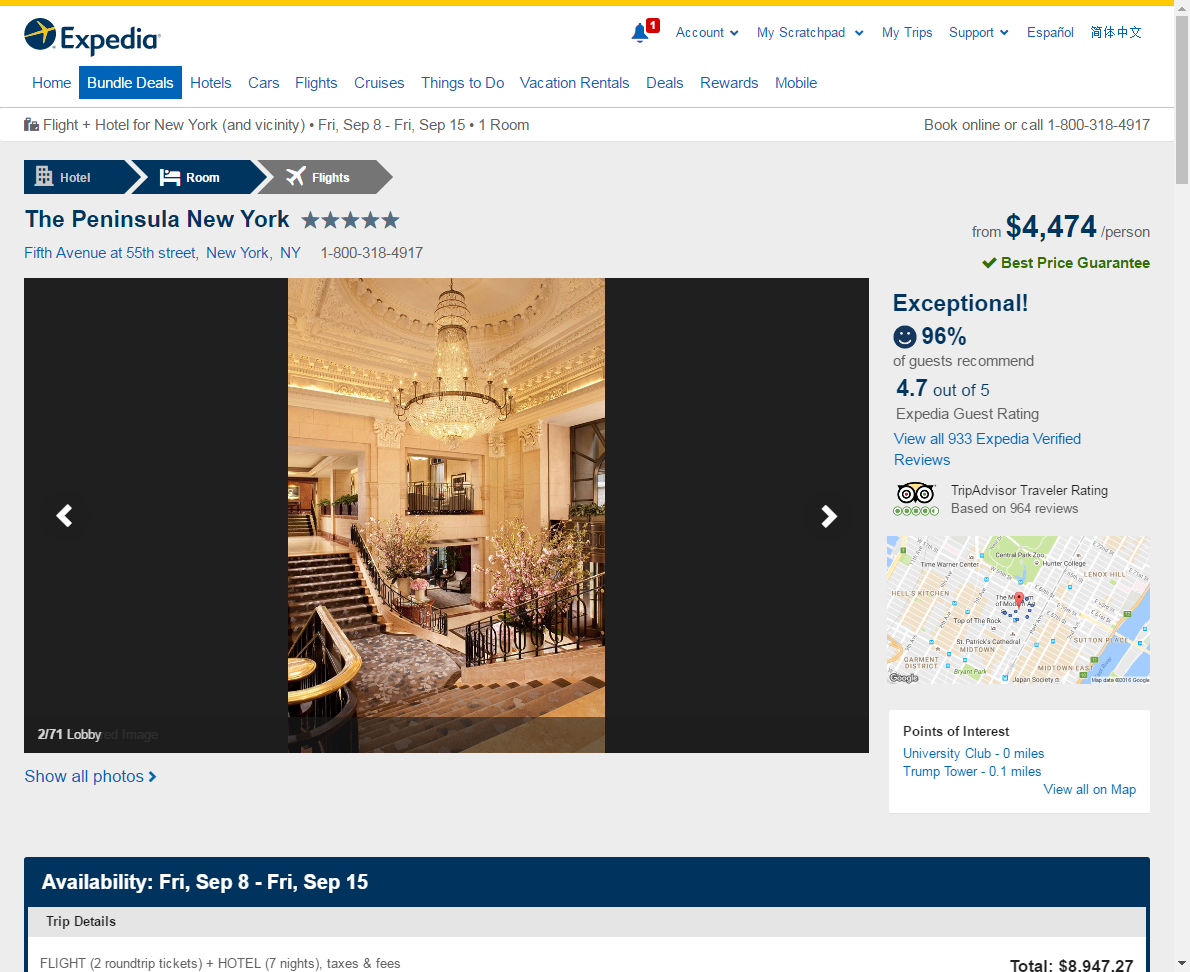 Expedia
1
Account
My Scratchpad
My Trips
Support
Español
简体中文
Home
Bundle Deals
Hotels
Cars
Flights
Cruises
Things to Do
Vacation Rentals
Deals
Rewards
Mobile
Flight + Hotel for New York (and vicinity) • Fri, Sep 8 - Fri, Sep 15 • 1 Room
Book online or call 1-800-318-4917
Hotel
Room
Flights
The Peninsula New York
from $4,474 /person
Fifth Avenue at 55th street, New York, NY 1-800-318-4917
Best Price Guarantee
Exceptional!
96%
of guests recommend
4.7 out of 5
Expedia Guest Rating
View all 933 Expedia Verified
Reviews
TripAdvisor Traveler Rating
Based on 964 reviews
Central Park Zoo
Time Warner Center
Hunter College
LENOX HILL
HELL'S KITCHEN
of Modern Art
Top of The Rock
St. Patrick's Cathedral
MIDTOWN
SUTTON PLACE
GARMENT
DISTRICT
Bryant Park
MIDTOWN EAST
Japan Society
Google
Map data ©2016 Google
2/71 Lobby
Show all photos
Points of Interest
University Club - 0 miles
Trump Tower - 0.1 miles
View all on Map
Availability: Fri, Sep 8 - Fri, Sep 15
Trip Details
FLIGHT (2 roundtrip tickets) + HOTEL (7 nights), taxes & fees
Total: $8,947.27